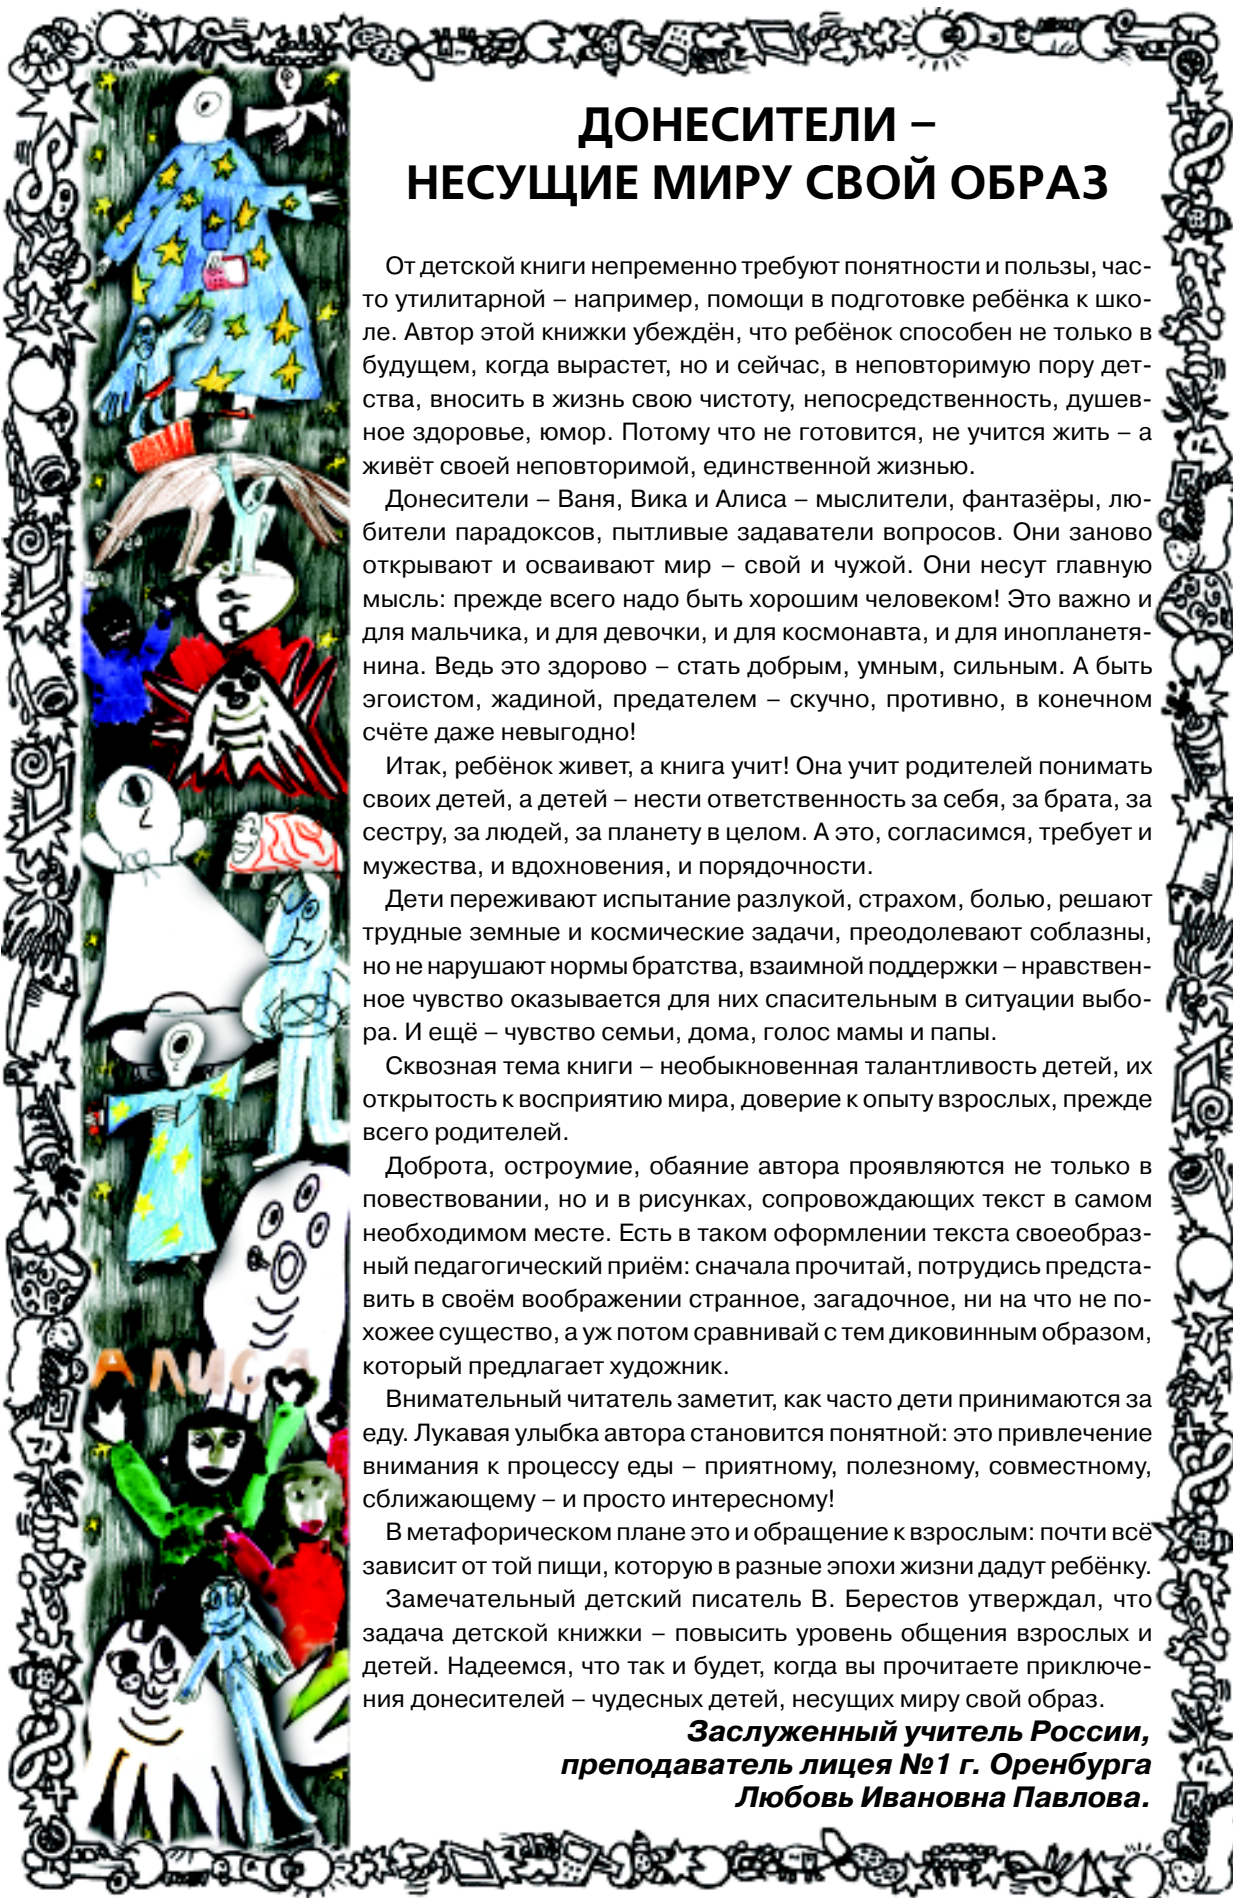 ДОНЕСИТЕЛИ –
НЕСУЩИЕ МИРУ СВОЙ ОБРАЗ
От детской книги непременно требуют понятности и пользы, час-
то утилитарной – например, помощи в подготовке ребёнка к шко-
ле. Автор этой книжки убеждён, что ребёнок способен не только в
будущем, когда вырастет, но и сейчас, в неповторимую пору дет-
ства, вносить в жизнь свою чистоту, непосредственность, душев-
ное здоровье, юмор. Потому что не готовится, не учится жить – а
живёт своей неповторимой, единственной жизнью.
Донесители – Ваня, Вика и Алиса – мыслители, фантазёры, лю-
бители парадоксов, пытливые задаватели вопросов. Они заново
открывают и осваивают мир – свой и чужой. Они несут главную
мысль: прежде всего надо быть хорошим человеком! Это важно и
для мальчика, и для девочки, и для космонавта, и для инопланетя-
нина. Ведь это здорово – стать добрым, умным, сильным. А быть
эгоистом, жадиной, предателем – скучно, противно, в конечном
счёте даже невыгодно!
Итак, ребёнок живет, а книга учит! Она учит родителей понимать
своих детей, а детей – нести ответственность за себя, за брата, за
сестру, за людей, за планету в целом. А это, согласимся, требует и
мужества, и вдохновения, и порядочности.
Дети переживают испытание разлукой, страхом, болью, решают
трудные земные и космические задачи, преодолевают соблазны,
но не нарушают нормы братства, взаимной поддержки – нравствен-
ное чувство оказывается для них спасительным в ситуации выбо-
ра. И ещё – чувство семьи, дома, голос мамы и папы.
Сквозная тема книги – необыкновенная талантливость детей, их
открытость к восприятию мира, доверие к опыту взрослых, прежде
всего родителей.
Доброта, остроумие, обаяние автора проявляются не только в
повествовании, но и в рисунках, сопровождающих текст в самом
необходимом месте. Есть в таком оформлении текста своеобраз-
ный педагогический приём: сначала прочитай, потрудись предста-
вить в своём воображении странное, загадочное, ни на что не по-
хожее существо, а уж потом сравнивай с тем диковинным образом,
который предлагает художник.
Внимательный читатель заметит, как часто дети принимаются за
еду. Лукавая улыбка автора становится понятной: это привлечение
внимания к процессу еды – приятному, полезному, совместному,
сближающему – и просто интересному!
В метафорическом плане это и обращение к взрослым: почти всё
зависит от той пищи, которую в разные эпохи жизни дадут ребёнку.
Замечательный детский писатель В. Берестов утверждал, что
задача детской книжки – повысить уровень общения взрослых и
детей. Надеемся, что так и будет, когда вы прочитаете приключе-
ния донесителей – чудесных детей, несущих миру свой образ.
Заслуженный учитель России,
преподаватель лицея №1 г. Оренбурга
Любовь Ивановна Павлова.
АЛИСА